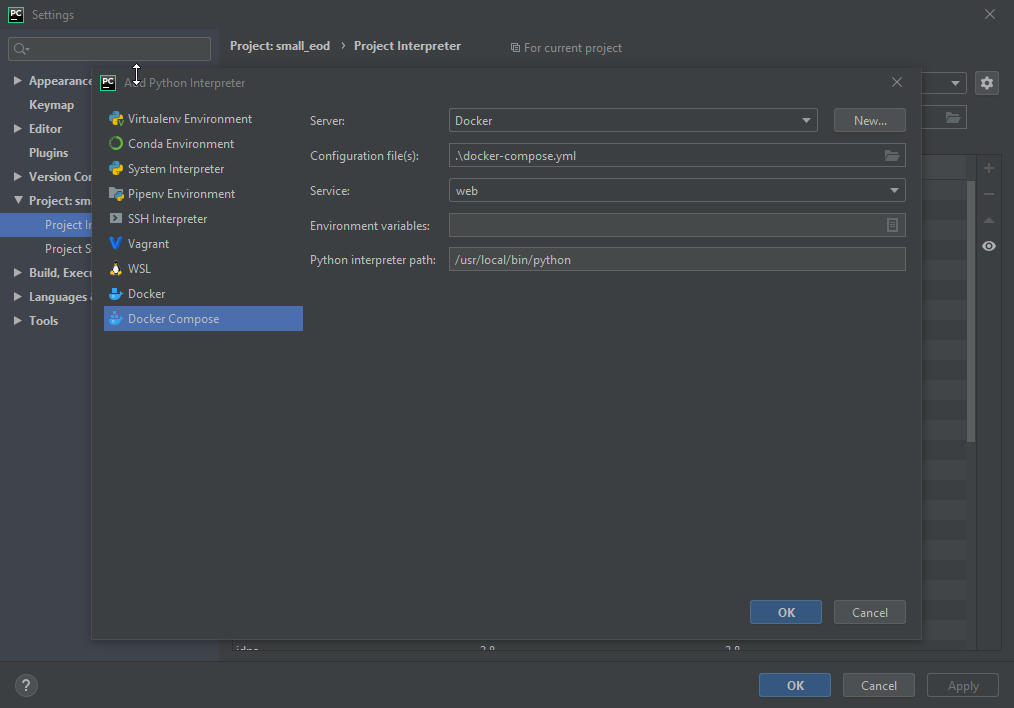 PC Settings
Project: small_eod › Project Interpreter For current project
Appearance
Keymap
Editor
Plugins
Version Con
Project: sma
Project In
Project S
Build, Execu
Languages
Tools
PC Add Python Interpreter
Virtualenv Environment
Conda Environment
System Interpreter
Pipenv Environment
SSH Interpreter
Vagrant
WSL
Docker
Docker Compose
Server: Docker New...
Configuration file(s): .\docker-compose.yml
Service: web
Environment variables:
Python interpreter path: /usr/local/bin/python
OK Cancel
idna 2.8 2.8
? OK Cancel Apply